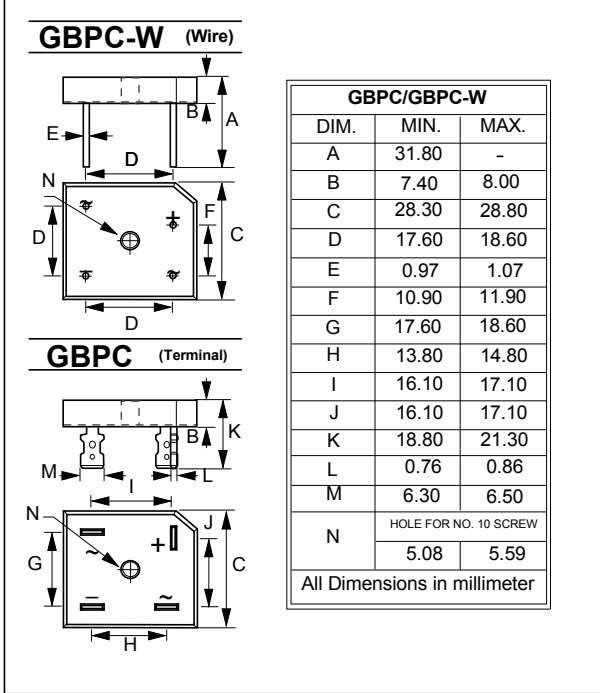 GBPC-W (Wire)
B
A
E
D
N
~
+
F
D
C
–
~
D
GBPC (Terminal)
B
K
M
L
I
N
J
~
+
G
C
–
~
H
GBPC/GBPC-W
DIM. MIN. MAX.
A 31.80 -
B 7.40 8.00
C 28.30 28.80
D 17.60 18.60
E 0.97 1.07
F 10.90 11.90
G 17.60 18.60
H 13.80 14.80
I 16.10 17.10
J 16.10 17.10
K 18.80 21.30
L 0.76 0.86
M 6.30 6.50
N HOLE FOR NO. 10 SCREW
5.08 5.59
All Dimensions in millimeter